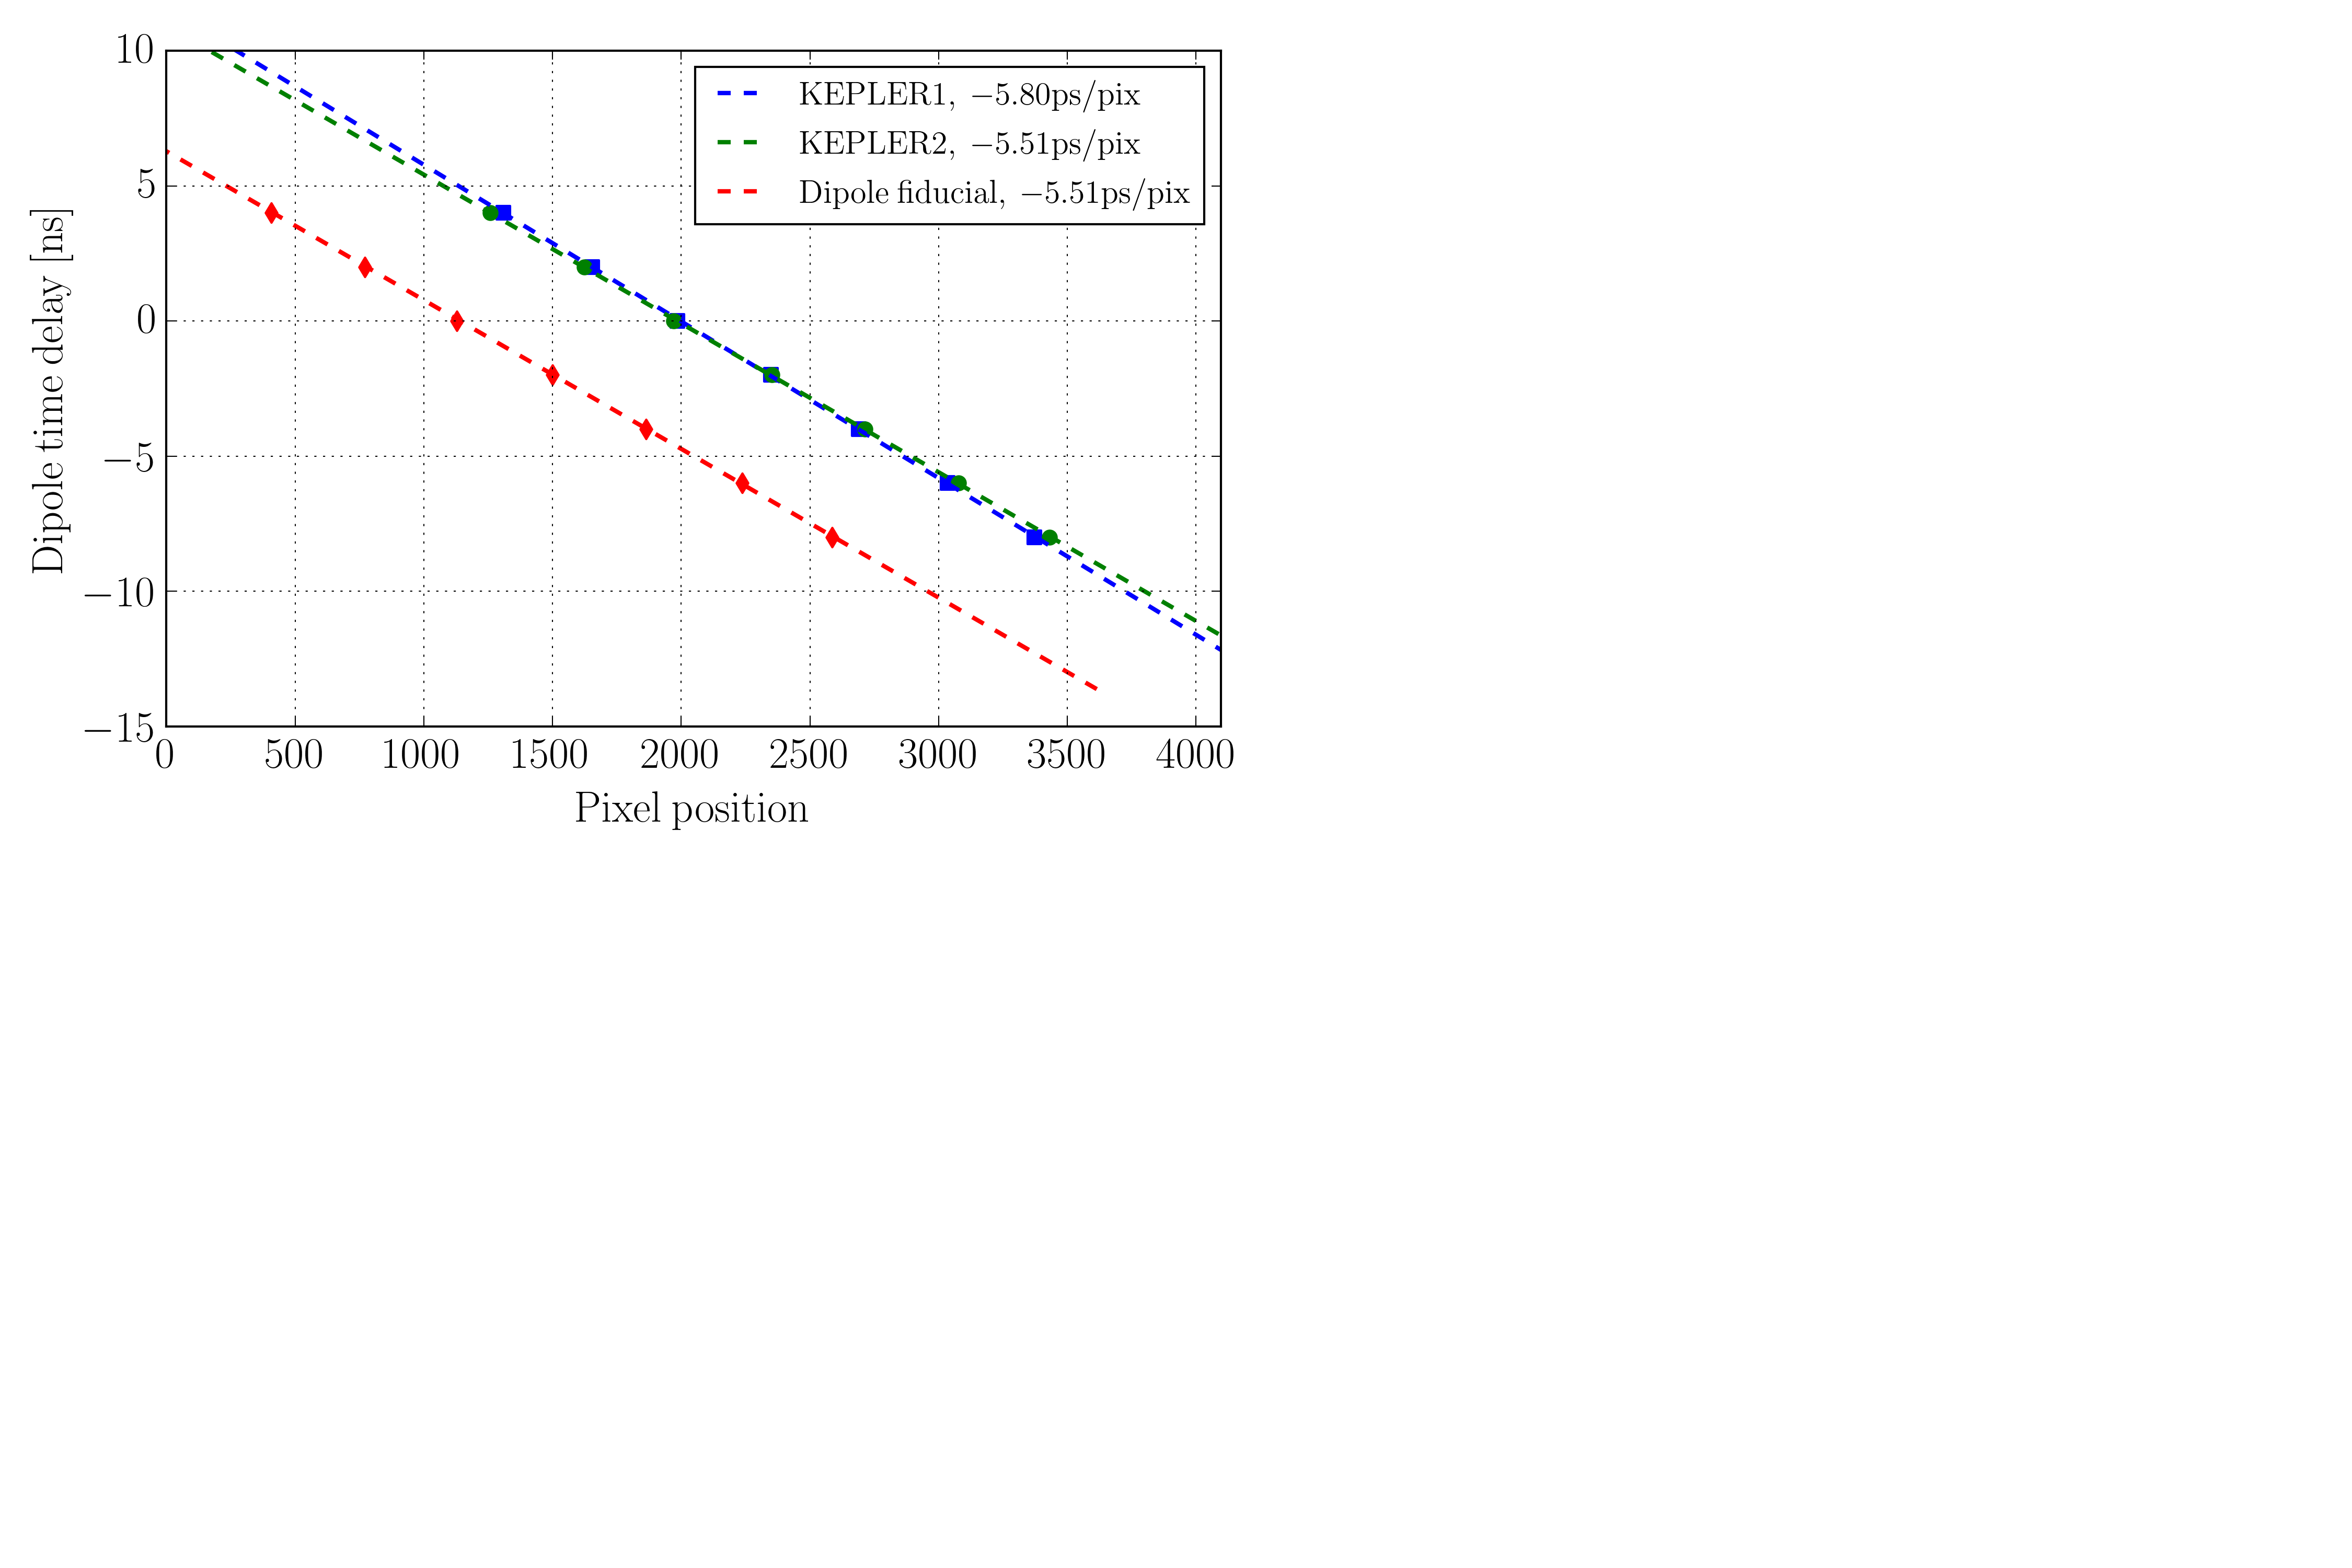 10
5
0
−5
−10
−15
Dipole time delay [ns]
KEPLER1, −5.80ps/pix
KEPLER2, −5.51ps/pix
Dipole fiducial, −5.51ps/pix
0 500 1000 1500 2000 2500 3000 3500 4000
Pixel position